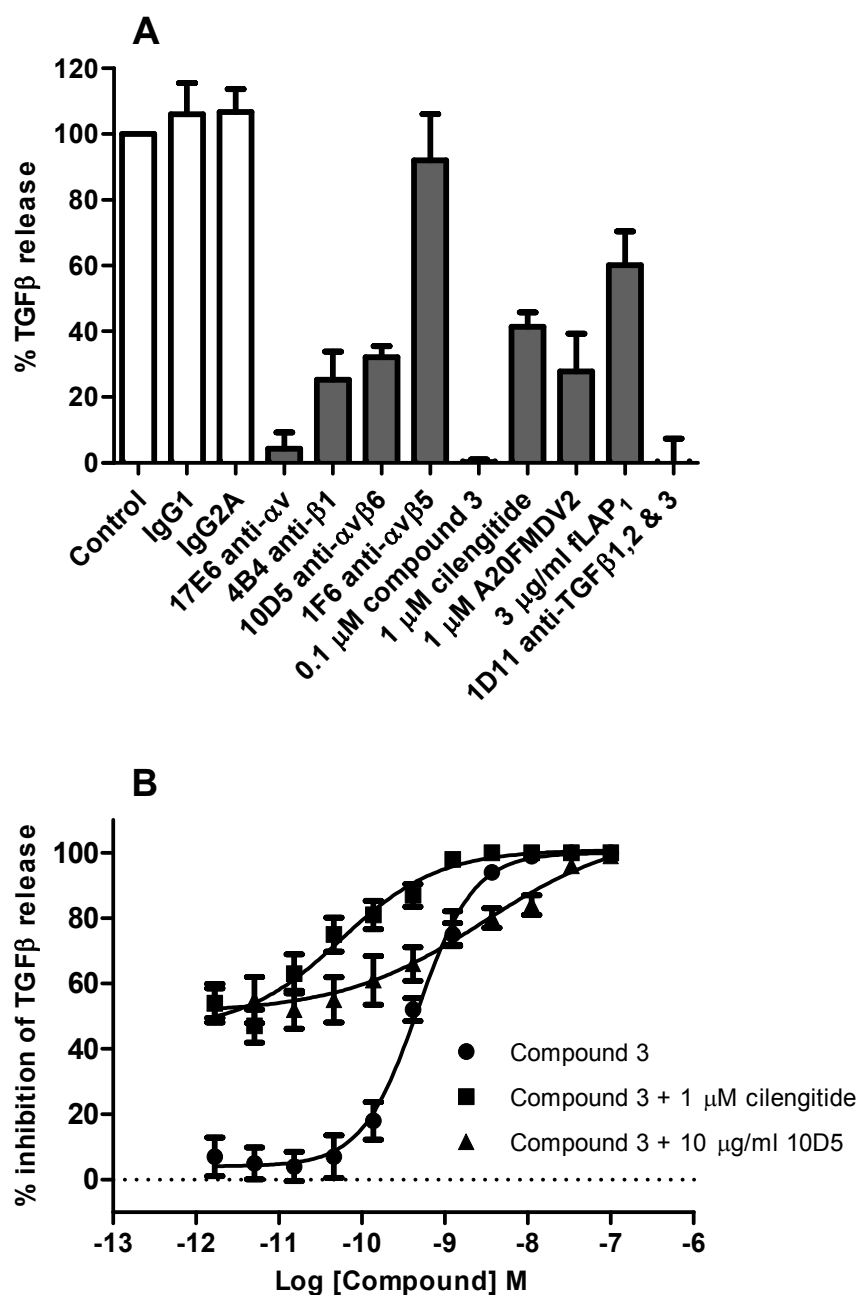 A
% TGFβ release
120
100
80
60
40
20
0
Control
IgG1
IgG2A
17E6 anti-αv
4B4 anti-β1
10D5 anti-αvβ6
1F6 anti-αvβ5
0.1 μM compound 3
1 μM cilengitide
1 μM A20FMDV2
3 μg/ml fLAP₁
1D11 anti-TGFβ1,2 & 3
B
% inhibition of TGFβ release
100
80
60
40
20
0
Compound 3
Compound 3 + 1 μM cilengitide
Compound 3 + 10 μg/ml 10D5
-13 -12 -11 -10 -9 -8 -7 -6
Log [Compound] M